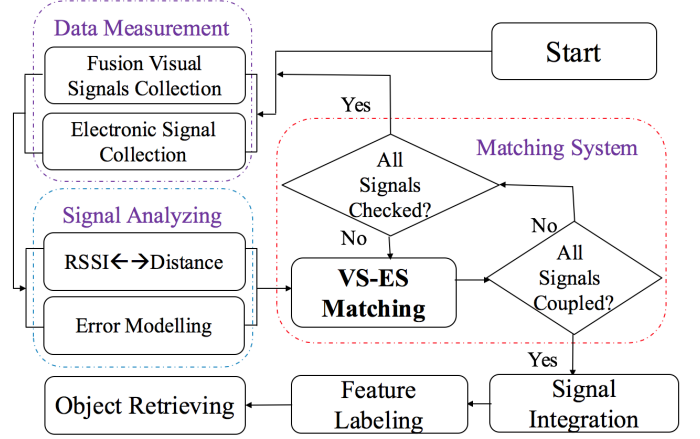 Data Measurement
Start
Fusion Visual
Signals Collection
Electronic Signal
Collection
Yes
Matching System
All
Signals
Checked?
Signal Analyzing
No
No
RSSI←→Distance
VS-ES
Matching
All
Signals
Coupled?
Error Modelling
Yes
Object Retrieving
Feature
Labeling
Signal
Integration